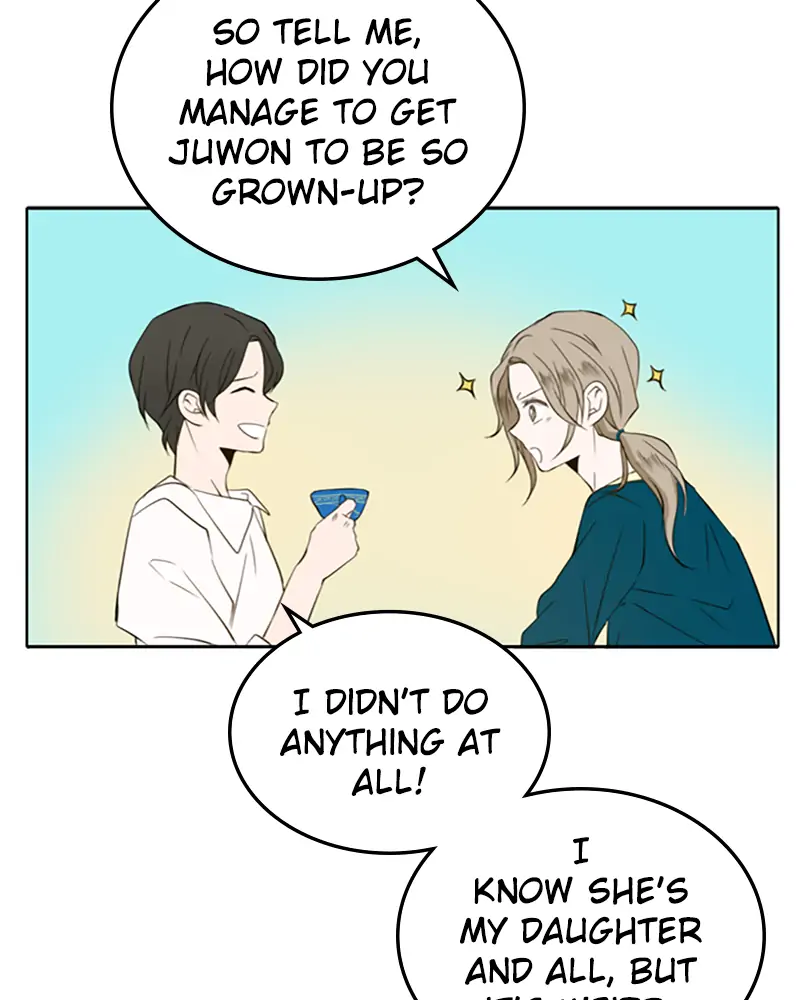 SO TELL ME,
HOW DID YOU
MANAGE TO GET
JUWON TO BE SO
GROWN-UP?
I DIDN'T DO
ANYTHING AT
ALL!
I
KNOW SHE'S
MY DAUGHTER
AND ALL, BUT
IT'S